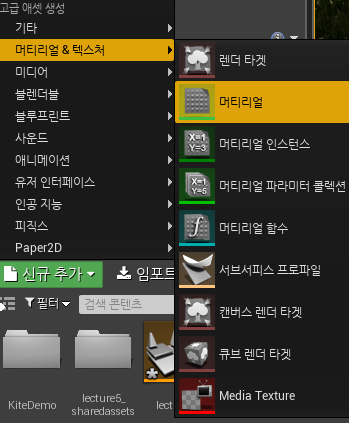 고급 애셋 생성
기타
머티리얼 & 텍스처
미디어
블렌더블
블루프린트
사운드
애니메이션
유저 인터페이스
인공 지능
피직스
Paper2D
렌더 타겟
머티리얼
X=1
Y=3
머티리얼 인스턴스
X=1
Y=5
머티리얼 파라미터 콜렉션
머티리얼 함수
서브서피스 프로파일
캔버스 렌더 타겟
큐브 렌더 타겟
Media Texture
신규 추가
임포트
필터
검색 콘텐츠
KiteDemo
lecture5_
sharedassets
lect